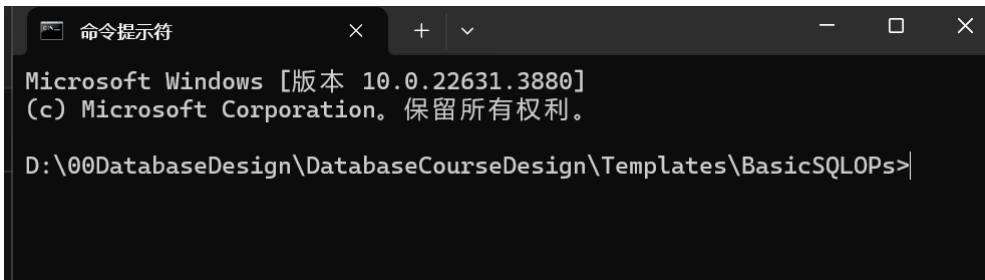 命令提示符
Microsoft Windows [版本 10.0.22631.3880]
(c) Microsoft Corporation。保留所有权利。
D:\00DatabaseDesign\DatabaseCourseDesign\Templates\BasicSQLOPs>